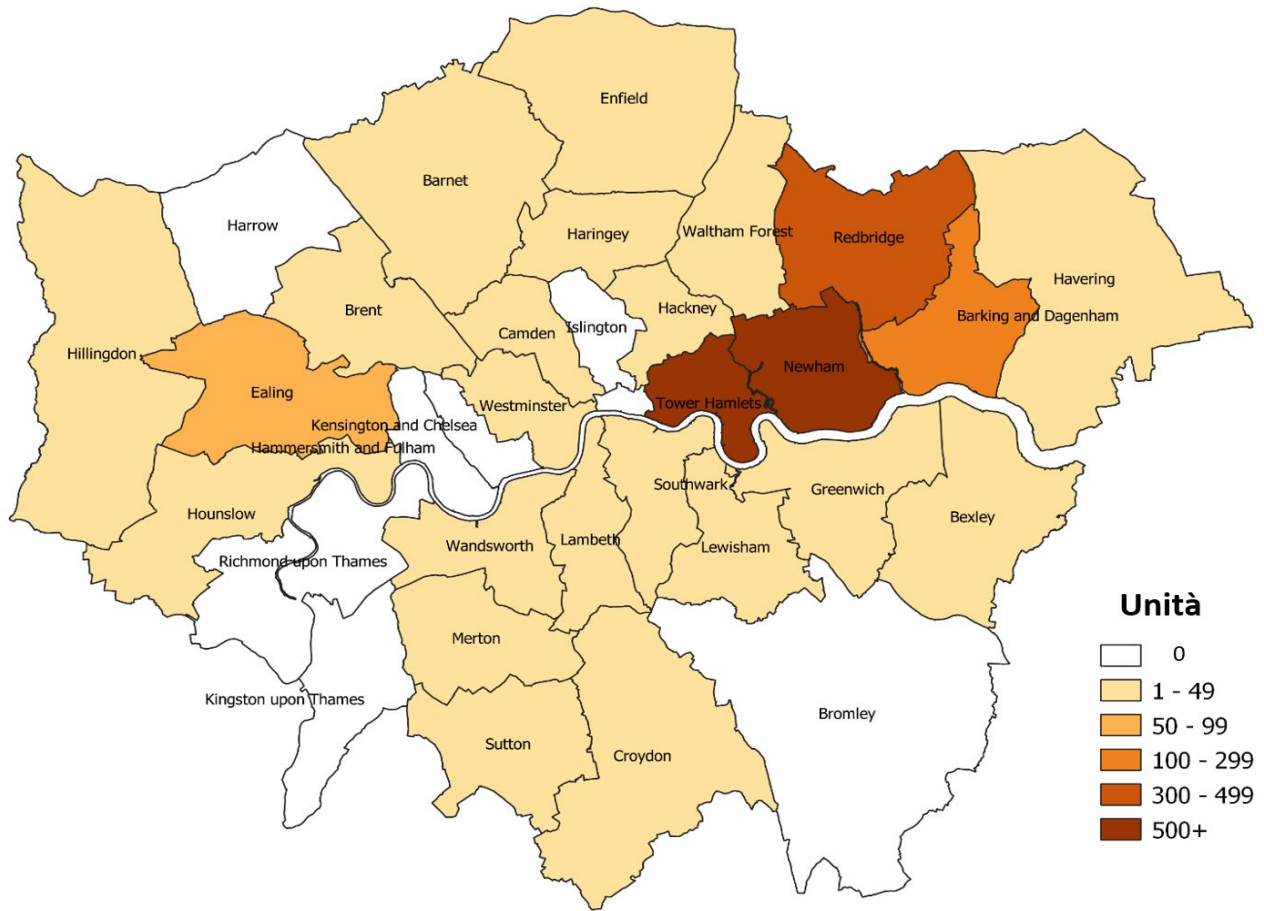 Enfield
Barnet
Harrow
Haringey
Waltham Forest
Redbridge
Havering
Brent
Hackney
Barking and Dagenham
Camden
Islington
Hillingdon
Newham
Ealing
Westminster
Tower Hamlets
Kensington and Chelsea
Hammersmith and Fulham
Southwark
Greenwich
Hounslow
Bexley
Wandsworth
Lambeth
Lewisham
Richmond upon Thames
Merton
Kingston upon Thames
Bromley
Sutton
Croydon
Unità
0
1 - 49
50 - 99
100 - 299
300 - 499
500+